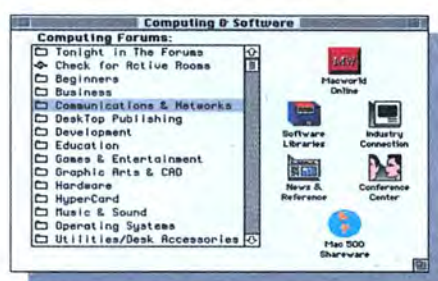 Computing & Software
Computing Forums:
Tonight in The Forums
Check for Active Rooms
Beginners
Business
Communications & Networks
DeskTop Publishing
Development
Education
Games & Entertainment
Graphic Arts & CAD
Hardware
HyperCard
Music & Sound
Operating Systems
Utilities/Desk Accessories
Macworld
Online
Software
Libraries
Industry
Connection
News &
Reference
Conference
Center
Mac 500
Shareware